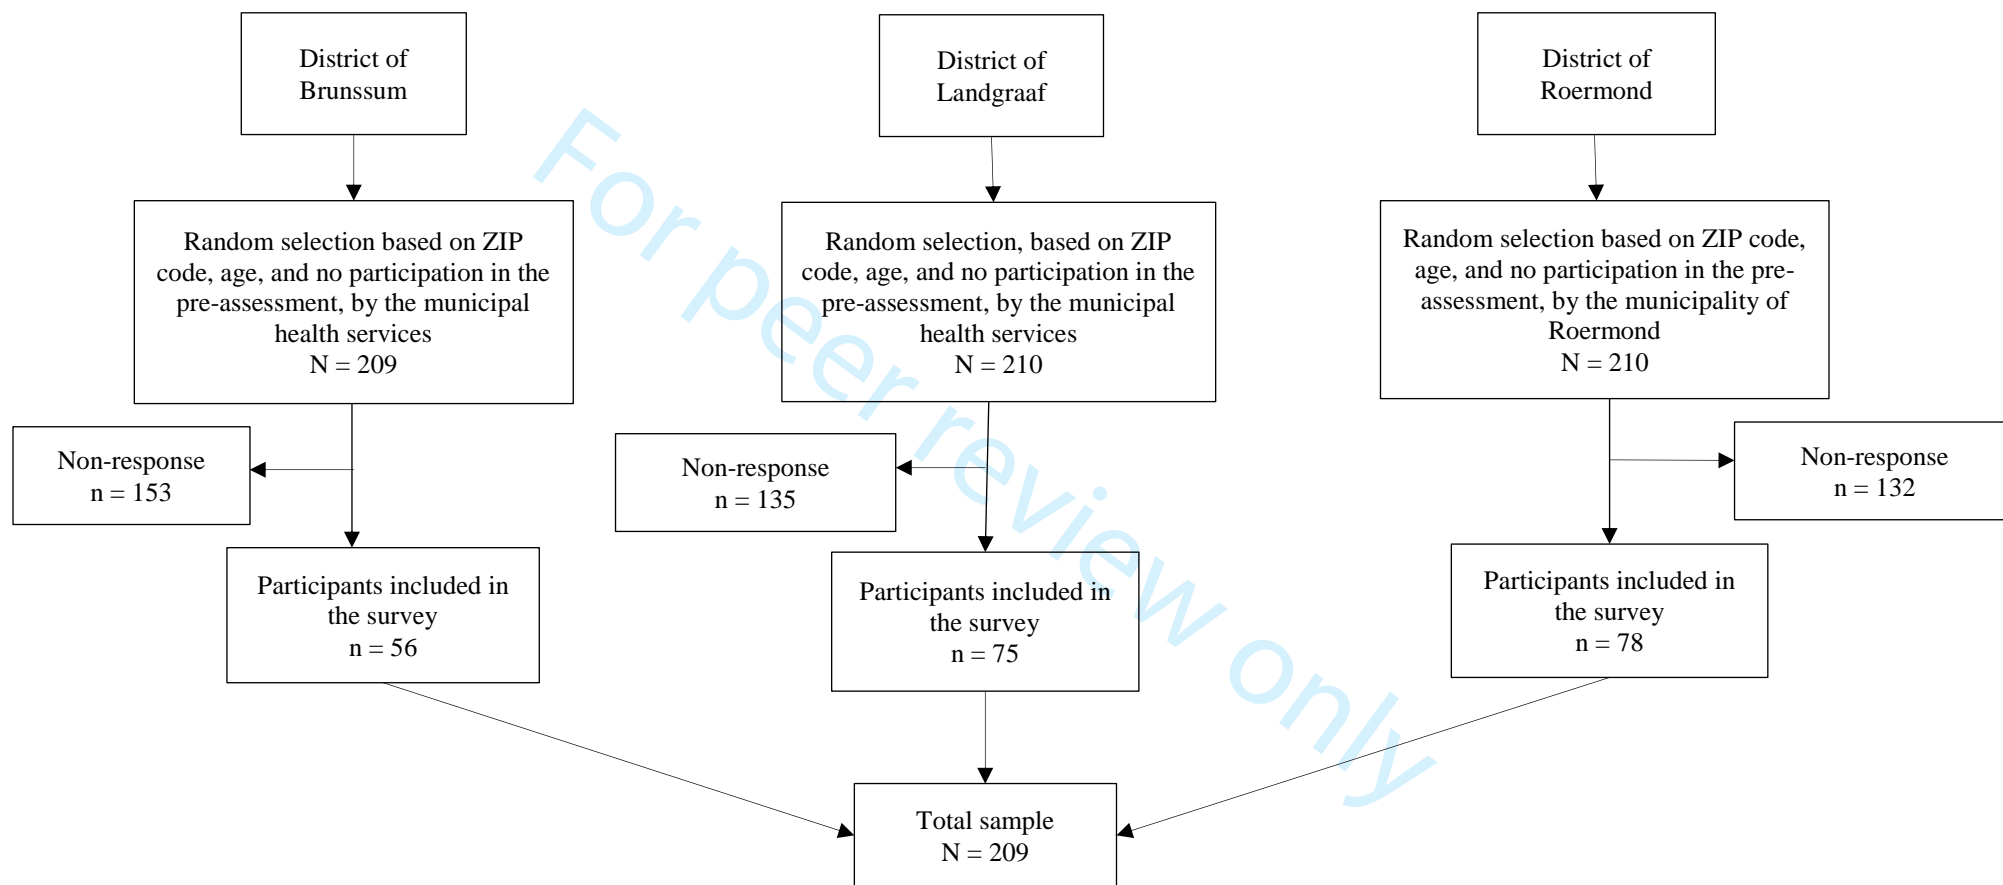 District of
Brunssum
District of
Landgraaf
District of
Roermond
Random selection based on ZIP
code, age, and no participation in the
pre-assessment, by the municipal
health services
N = 209
Random selection, based on ZIP
code, age, and no participation in the
pre-assessment, by the municipal
health services
N = 210
Random selection based on ZIP code,
age, and no participation in the pre-
assessment, by the municipality of
Roermond
N = 210
Non-response
n = 153
Non-response
n = 135
Non-response
n = 132
Participants included in
the survey
n = 56
Participants included in
the survey
n = 75
Participants included in
the survey
n = 78
Total sample
N = 209
For peer review only